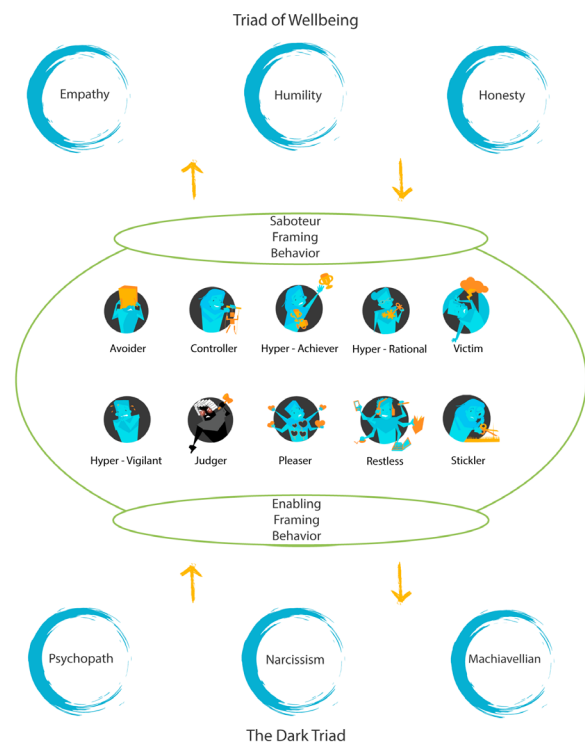 Triad of Wellbeing
Empathy
Humility
Honesty
Saboteur
Framing
Behavior
Avoider
Controller
Hyper - Achiever
Hyper - Rational
Victim
Hyper - Vigilant
Judger
Pleaser
Restless
Stickler
Enabling
Framing
Behavior
Psychopath
Narcissism
Machiavellian
The Dark Triad